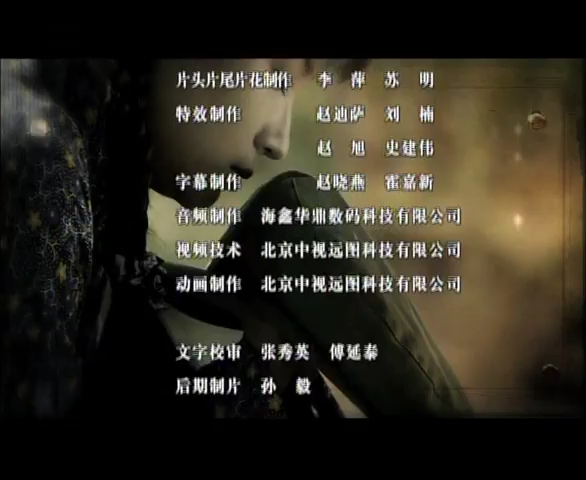 片头片尾片花制作 李 萍 苏 明
特效制作 赵迪萨 刘 楠
赵 旭 史建伟
字幕制作 赵晓燕 霍嘉新
音频制作 海鑫华鼎数码科技有限公司
视频技术 北京中视远图科技有限公司
动画制作 北京中视远图科技有限公司
文字校审 张秀英 傅延泰
后期制片 孙 毅